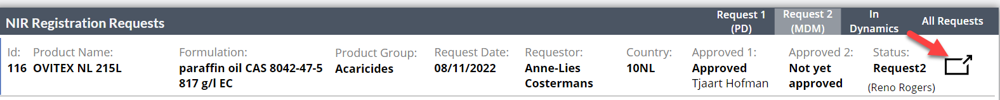 NIR Registration Requests
Request 1
(PD)
Request 2
(MDM)
In
Dynamics
All Requests
Id:
116
Product Name:
OVITEX NL 215L
Formulation:
paraffin oil CAS 8042-47-5
817 g/l EC
Product Group:
Acaricides
Request Date:
08/11/2022
Requestor:
Anne-Lies
Costermans
Country:
10NL
Approved 1:
Approved
Tjaart Hofman
Approved 2:
Not yet
approved
Status:
Request2
(Reno Rogers)